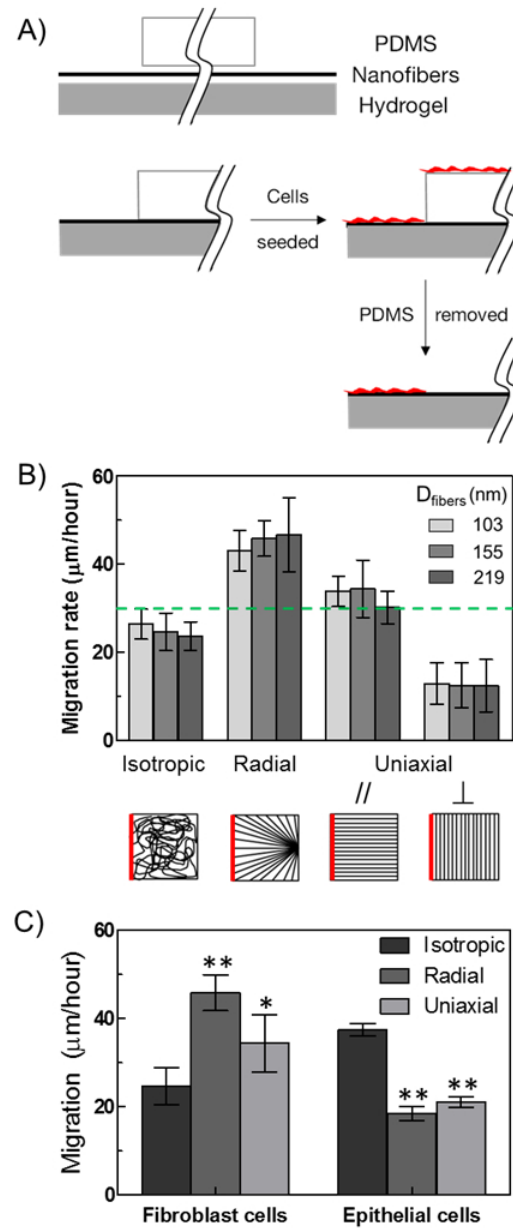 A)
PDMS
Nanofibers
Hydrogel
Cells
seeded
PDMS removed
B)
60
40
20
0
Migration rate (μm/hour)
D fibers (nm)
103
155
219
Isotropic Radial Uniaxial
// ⊥
C)
60
40
20
0
Migration (μm/hour)
Isotropic
Radial
Uniaxial
** *
** **
Fibroblast cells Epithelial cells